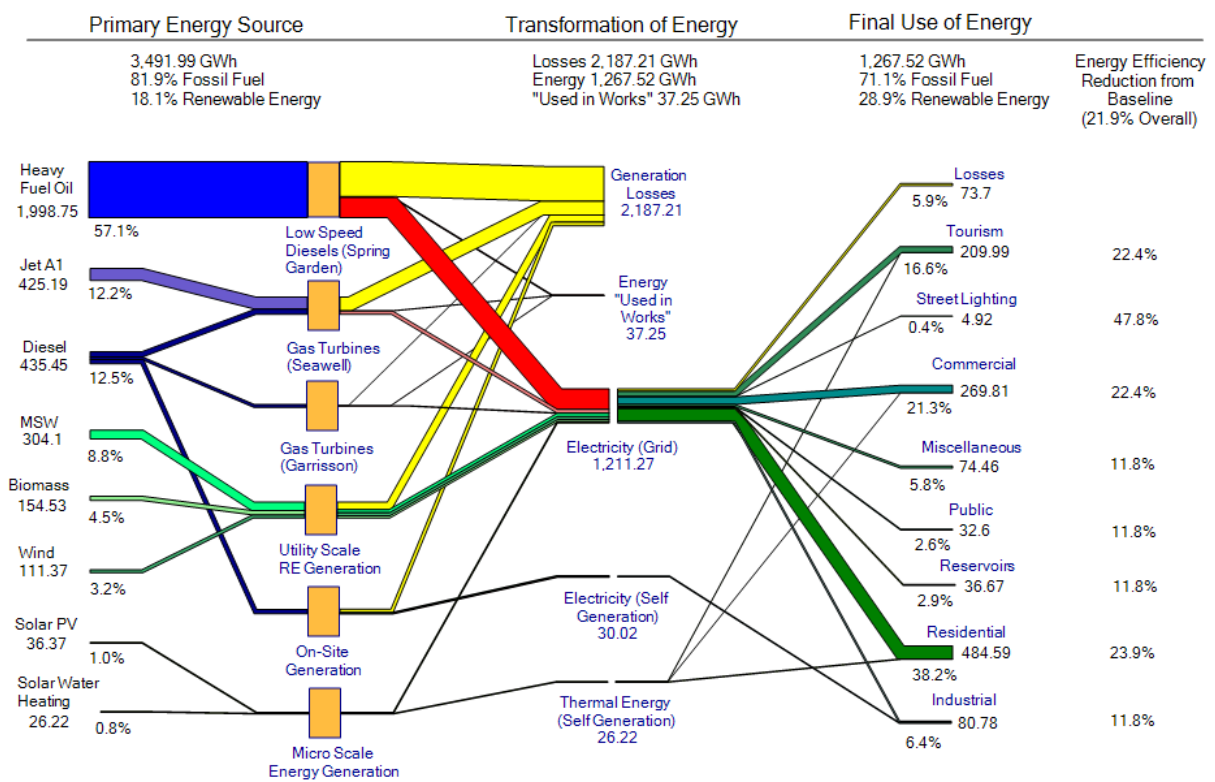 Primary Energy Source
Transformation of Energy
Final Use of Energy
3,491.99 GWh
81.9% Fossil Fuel
18.1% Renewable Energy
Losses 2,187.21 GWh
Energy 1,267.52 GWh
"Used in Works" 37.25 GWh
1,267.52 GWh
71.1% Fossil Fuel
28.9% Renewable Energy
Energy Efficiency
Reduction from
Baseline
(21.9% Overall)
Heavy
Fuel Oil
1,998.75
57.1%
Jet A1
425.19
12.2%
Diesel
435.45
12.5%
MSW
304.1
8.8%
Biomass
154.53
4.5%
Wind
111.37
3.2%
Solar PV
36.37
1.0%
Solar Water
Heating
26.22
0.8%
Low Speed
Diesels (Spring
Garden)
Gas Turbines
(Seawell)
Gas Turbines
(Garrisson)
Utility Scale
RE Generation
On-Site
Generation
Micro Scale
Energy Generation
Generation
Losses
2,187.21
Energy
"Used in
Works"
37.25
Electricity (Grid)
1,211.27
Electricity (Self
Generation)
30.02
Thermal Energy
(Self Generation)
26.22
Losses
73.7
5.9%
Tourism
209.99
16.6%
22.4%
Street Lighting
4.92
0.4%
47.8%
Commercial
269.81
21.3%
22.4%
Miscellaneous
74.46
5.8%
11.8%
Public
32.6
2.6%
11.8%
Reservoirs
36.67
2.9%
11.8%
Residential
484.59
38.2%
23.9%
Industrial
80.78
6.4%
11.8%